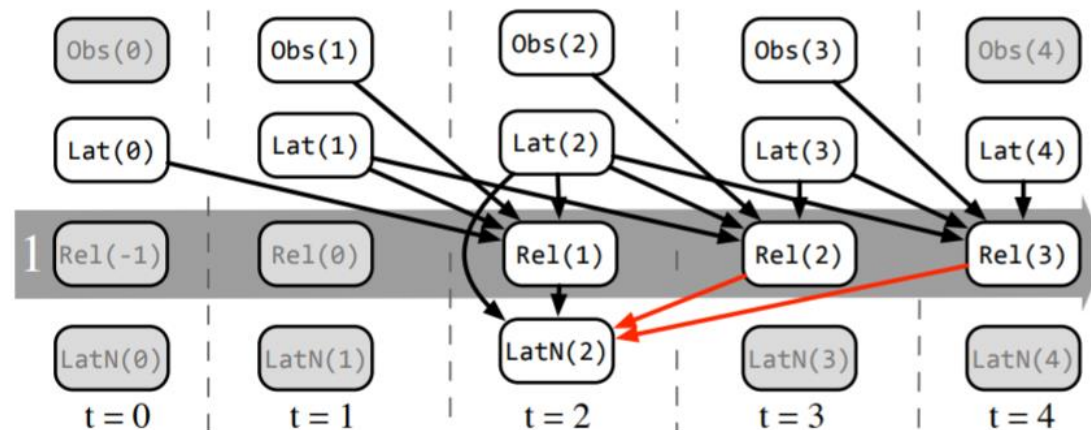 Obs(0) Obs(1) Obs(2) Obs(3) Obs(4)
Lat(0) Lat(1) Lat(2) Lat(3) Lat(4)
1 Rel(-1) Rel(0) Rel(1) Rel(2) Rel(3)
LatN(0) LatN(1) LatN(2) LatN(3) LatN(4)
t = 0 t = 1 t = 2 t = 3 t = 4